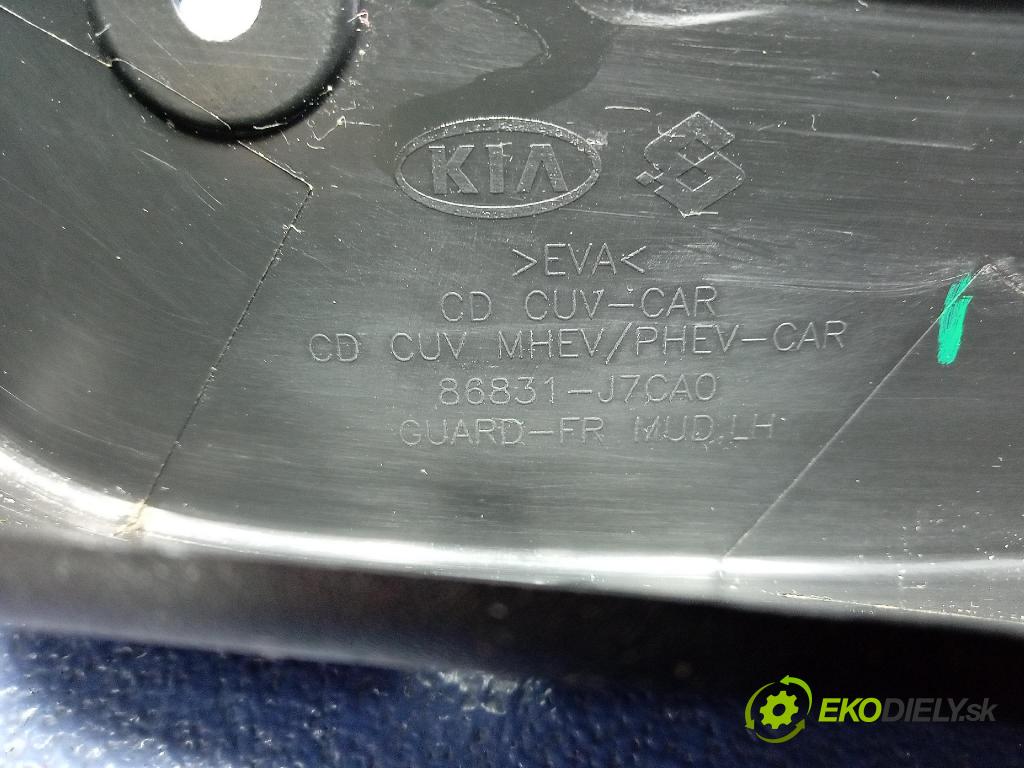 KIA
>EVA<
CD CUV-CAR
CD CUV MHEV/PHEV-CAR
86831-J7CA0
GUARD-FR MUD,LH
EKODIELY.sk